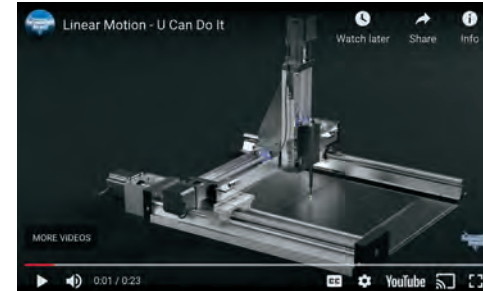 Linear Motion - U Can Do It
Watch later
Share
Info
MORE VIDEOS
0:01 / 0:23
CC
YouTube